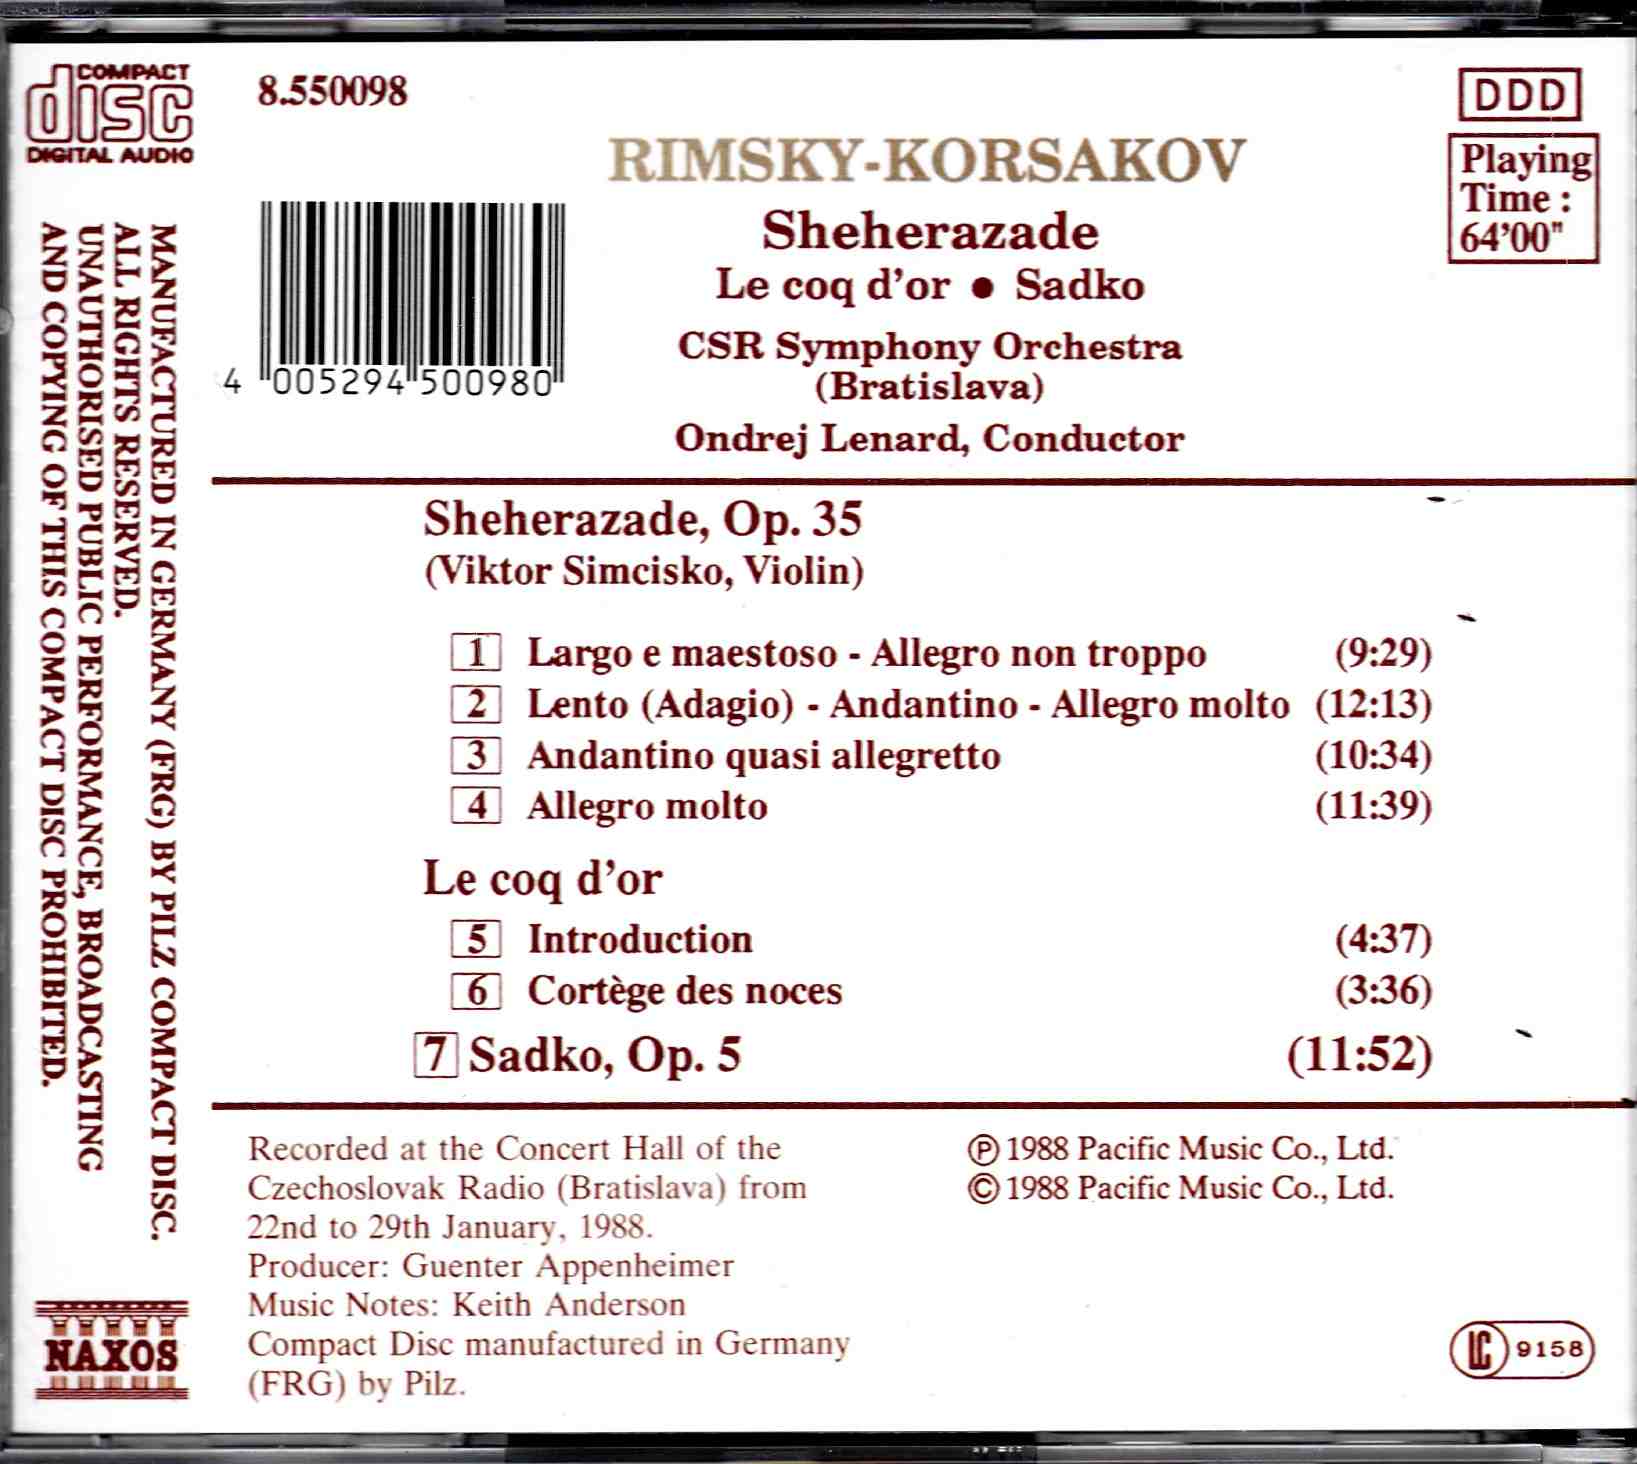 COMPACT
disc
DIGITAL AUDIO
8.550098
DDD
Playing
Time :
64'00"
RIMSKY-KORSAKOV
Sheherazade
Le coq d'or ● Sadko
CSR Symphony Orchestra
(Bratislava)
Ondrej Lenard, Conductor
4 005294 500980
MANUFACTURED IN GERMANY (FRG) BY PILZ COMPACT DISC.
ALL RIGHTS RESERVED.
UNAUTHORISED PUBLIC PERFORMANCE, BROADCASTING
AND COPYING OF THIS COMPACT DISC PROHIBITED.
Sheherazade, Op. 35
(Viktor Simcisko, Violin)
1 Largo e maestoso - Allegro non troppo (9:29)
2 Lento (Adagio) - Andantino - Allegro molto (12:13)
3 Andantino quasi allegretto (10:34)
4 Allegro molto (11:39)
Le coq d'or
5 Introduction (4:37)
6 Cortège des noces (3:36)
7 Sadko, Op. 5 (11:52)
Recorded at the Concert Hall of the
Czechoslovak Radio (Bratislava) from
22nd to 29th January, 1988.
Producer: Guenter Appenheimer
Music Notes: Keith Anderson
Compact Disc manufactured in Germany
(FRG) by Pilz.
Ⓟ 1988 Pacific Music Co., Ltd.
© 1988 Pacific Music Co., Ltd.
NAXOS
LC 9158